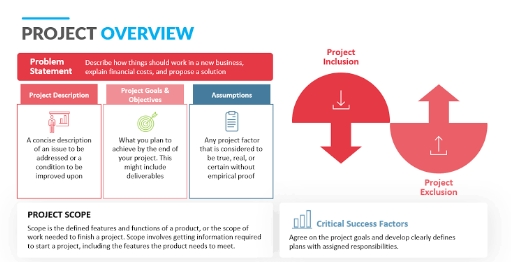 PROJECT OVERVIEW
Problem
Statement
Describe how things should work in a new business,
explain financial costs, and propose a solution
Project Description
Project Goals &
Objectives
Assumptions
A concise description
of an issue to be
addressed or a
condition to be
improved upon
What you plan to
achieve by the end
of your project. This
might include
deliverables
Any project factor
that is considered to
be true, real, or
certain without
empirical proof
Project
Inclusion
Project
Exclusion
PROJECT SCOPE
Scope is the defined features and functions of a product, or the scope of
work needed to finish a project. Scope involves getting information required
to start a project, including the features the product needs to meet.
Critical Success Factors
Agree on the project goals and develop clearly defines
plans with assigned responsibilities.